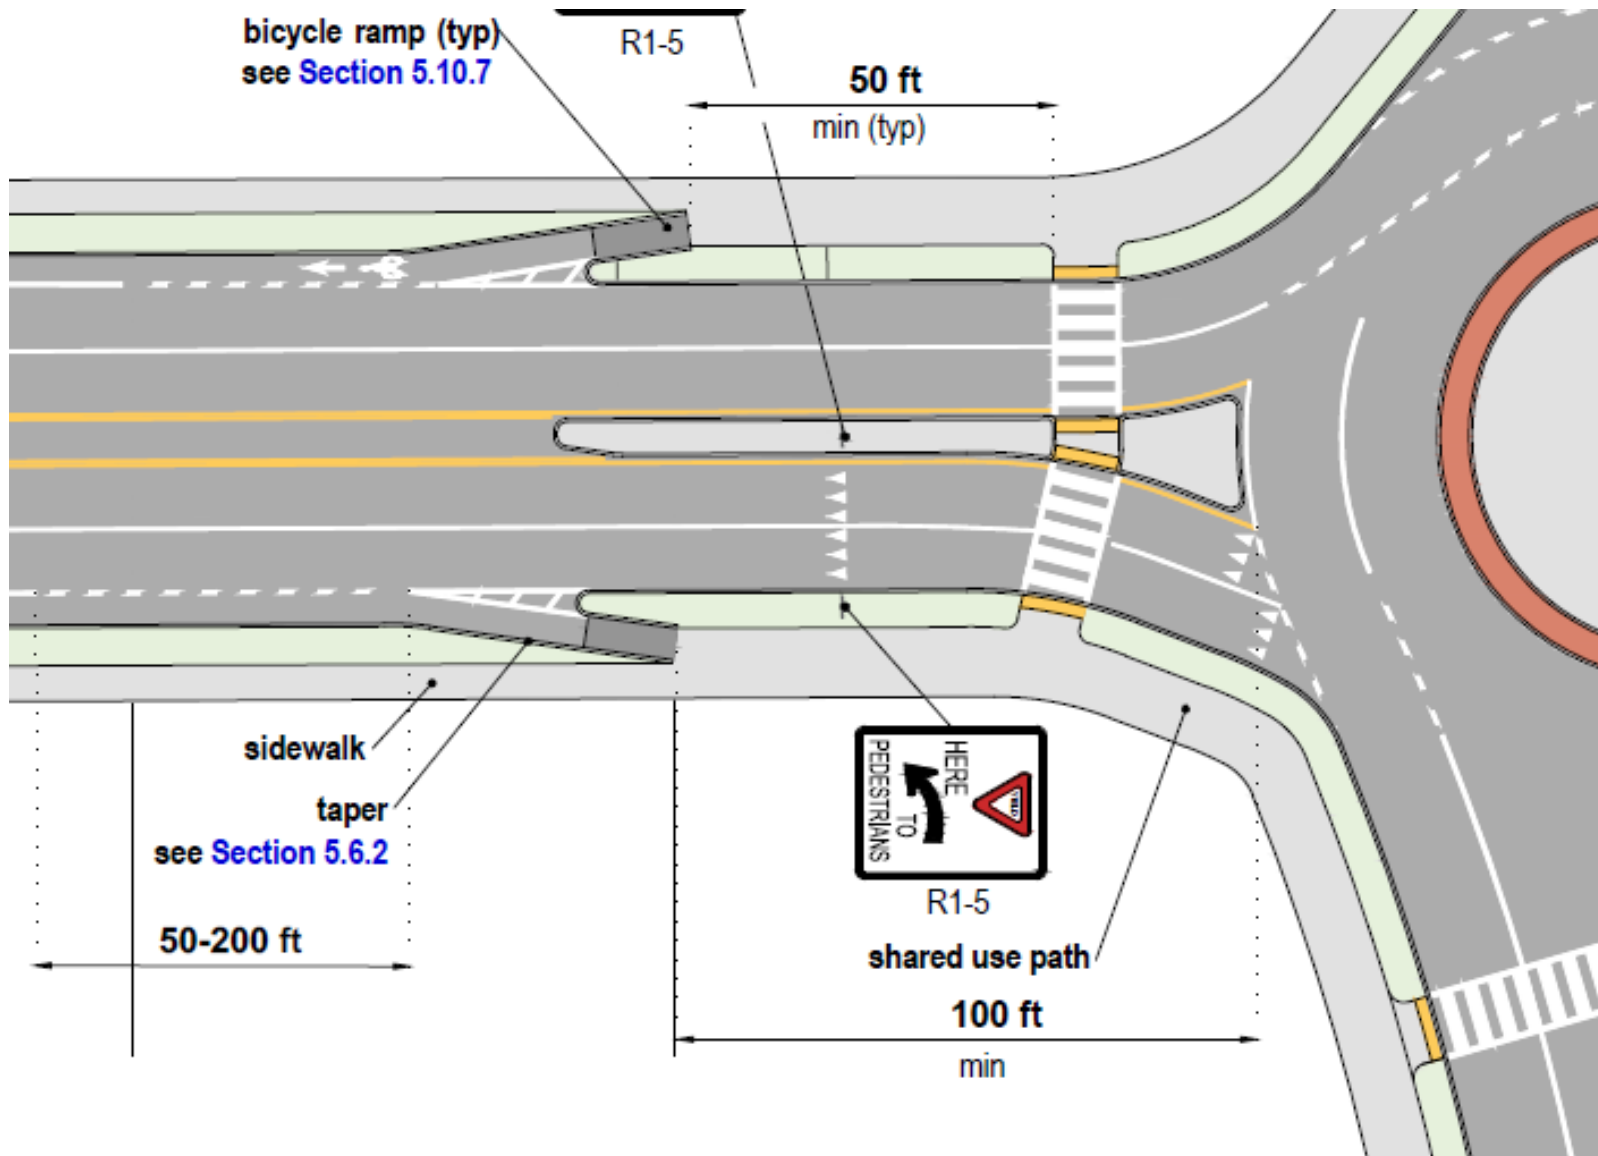 bicycle ramp (typ)
see Section 5.10.7
R1-5
50 ft
min (typ)
sidewalk
taper
see Section 5.6.2
50-200 ft
YIELD
HERE
TO
PEDESTRIANS
R1-5
shared use path
100 ft
min